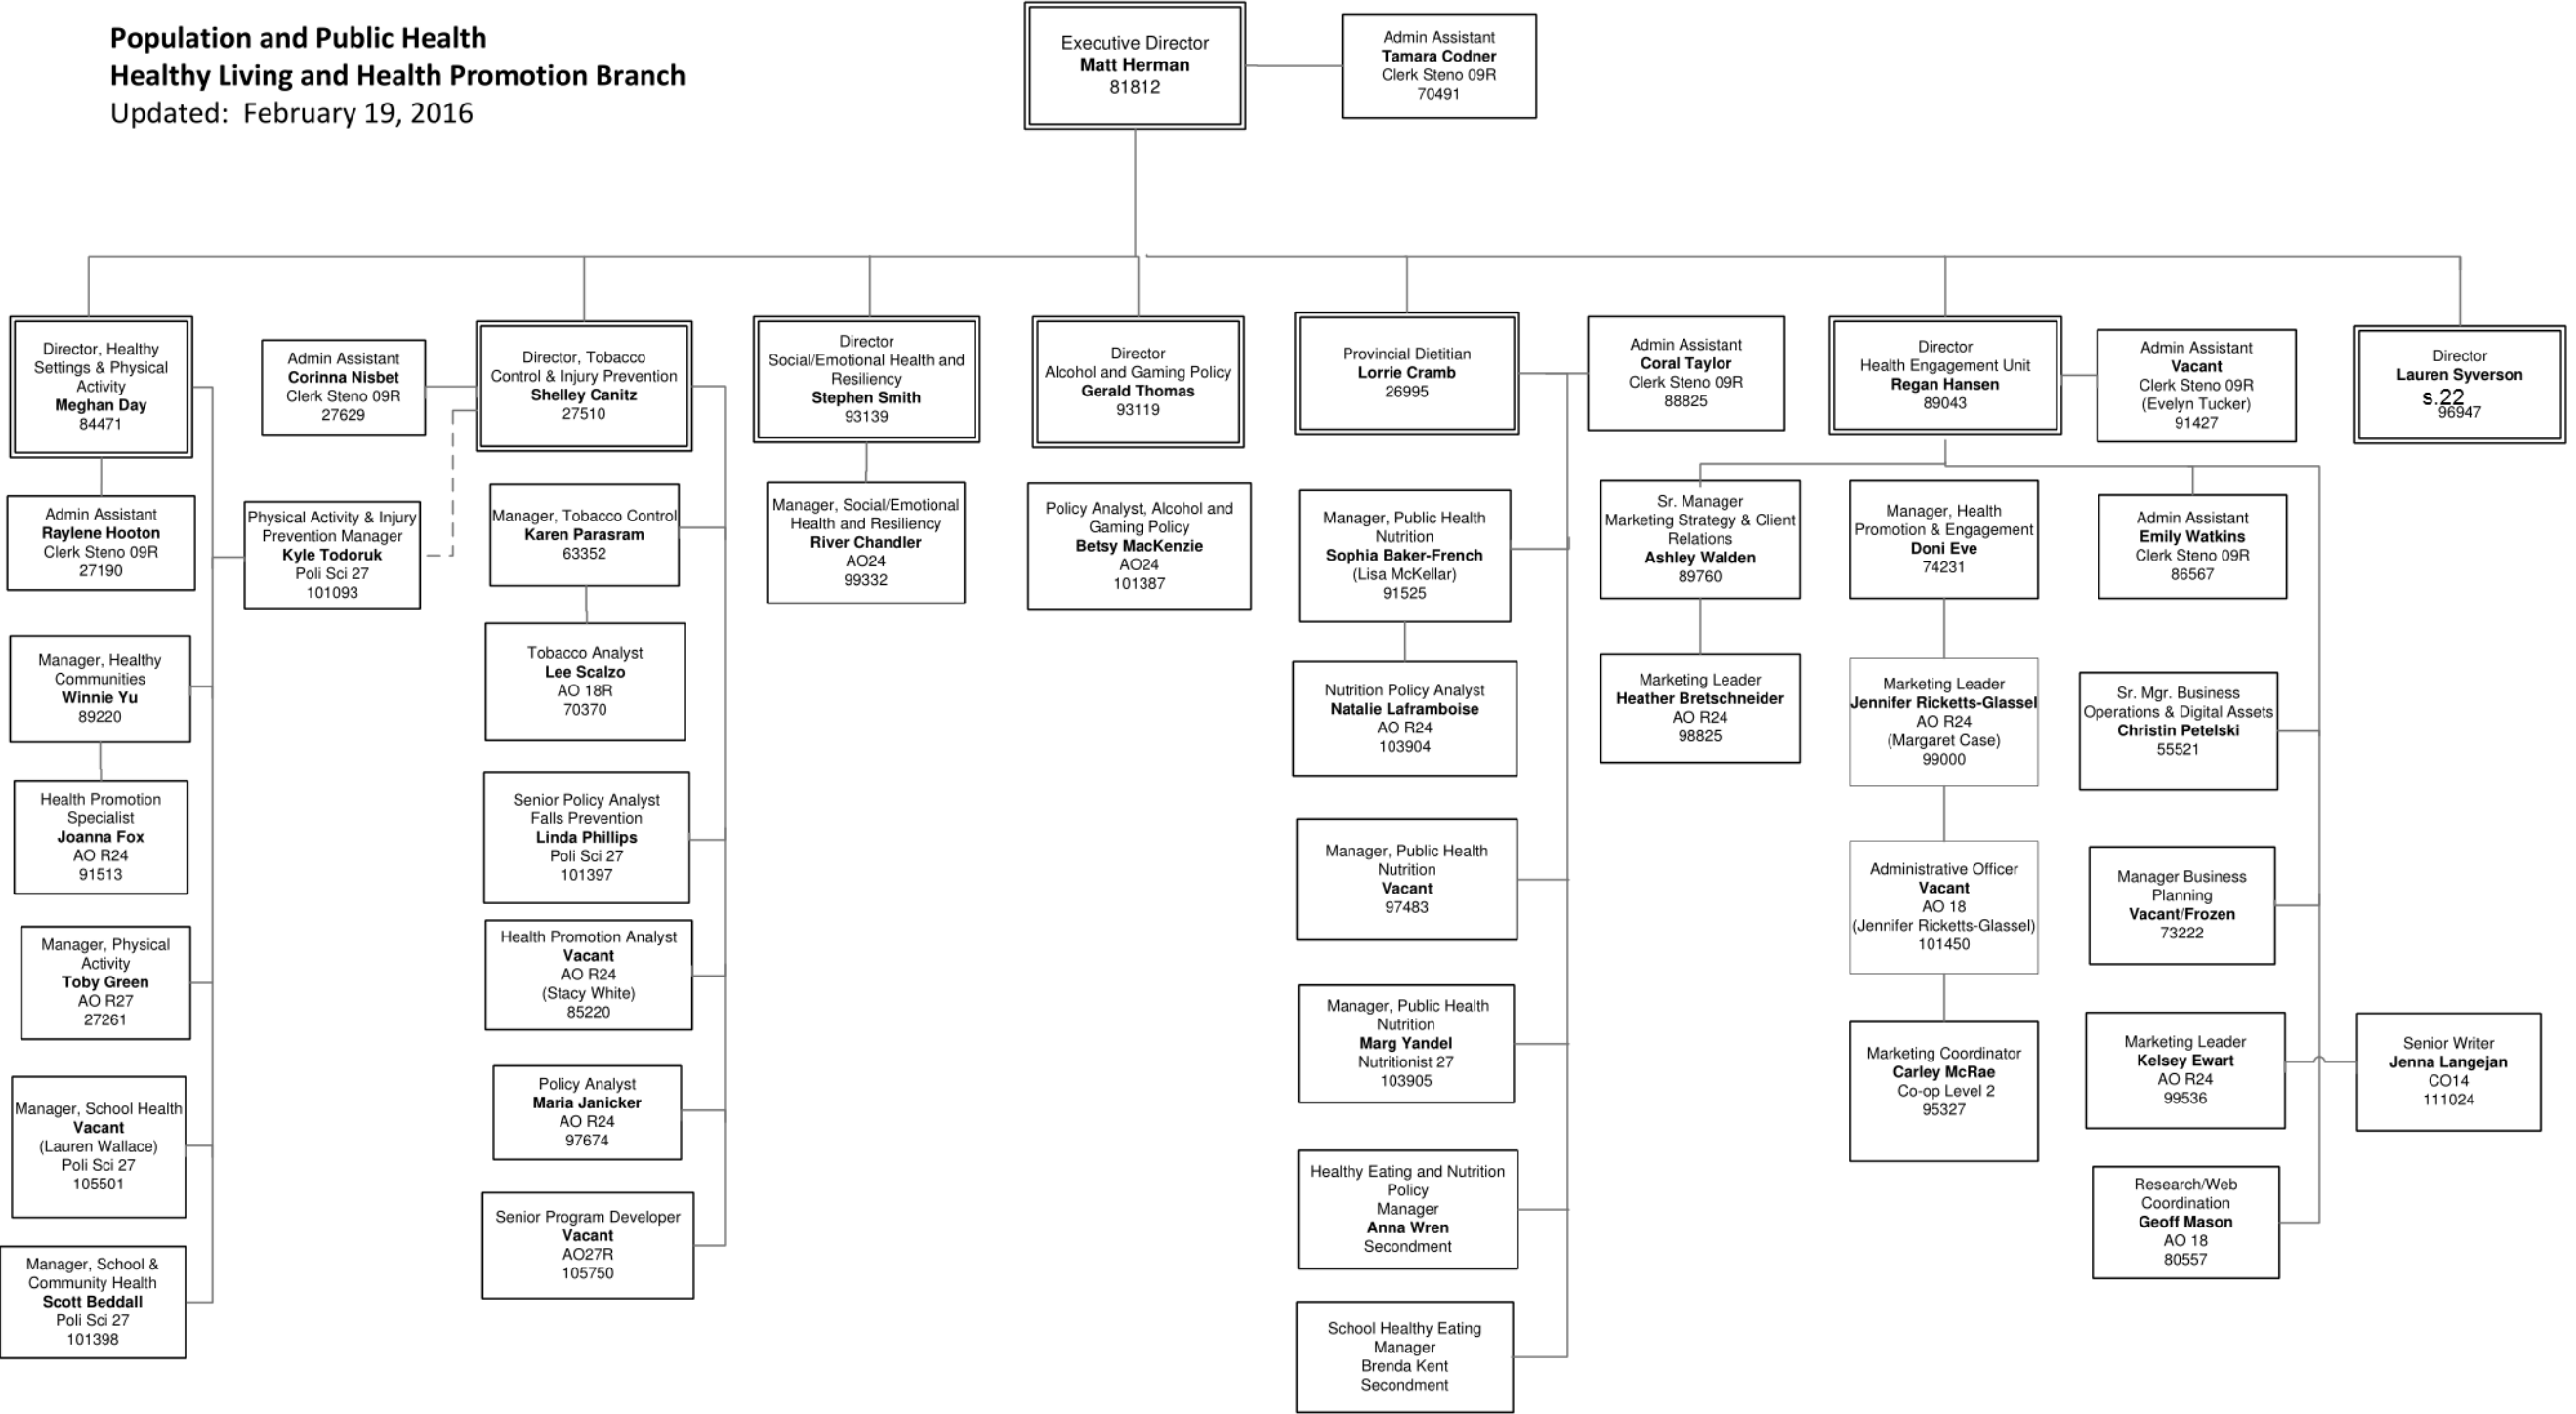 Population and Public Health
Healthy Living and Health Promotion Branch
Updated: February 19, 2016
Executive Director
Matt Herman
81812
Admin Assistant
Tamara Codner
Clerk Steno 09R
70491
Director, Healthy
Settings & Physical
Activity
Meghan Day
84471
Admin Assistant
Corinna Nisbet
Clerk Steno 09R
27629
Director, Tobacco
Control & Injury Prevention
Shelley Canitz
27510
Director
Social/Emotional Health and
Resiliency
Stephen Smith
93139
Director
Alcohol and Gaming Policy
Gerald Thomas
93119
Provincial Dietitian
Lorrie Cramb
26995
Admin Assistant
Coral Taylor
Clerk Steno 09R
88825
Director
Health Engagement Unit
Regan Hansen
89043
Admin Assistant
Vacant
Clerk Steno 09R
(Evelyn Tucker)
91427
Director
Lauren Syverson
s.22
96947
Admin Assistant
Raylene Hooton
Clerk Steno 09R
27190
Physical Activity & Injury
Prevention Manager
Kyle Todoruk
Poli Sci 27
101093
Manager, Tobacco Control
Karen Parasram
63352
Manager, Social/Emotional
Health and Resiliency
River Chandler
AO24
99332
Policy Analyst, Alcohol and
Gaming Policy
Betsy MacKenzie
AO24
101387
Manager, Public Health
Nutrition
Sophia Baker-French
(Lisa McKellar)
91525
Sr. Manager
Marketing Strategy & Client
Relations
Ashley Walden
89760
Manager, Health
Promotion & Engagement
Doni Eve
74231
Admin Assistant
Emily Watkins
Clerk Steno 09R
86567
Manager, Healthy
Communities
Winnie Yu
89220
Tobacco Analyst
Lee Scalzo
AO 18R
70370
Nutrition Policy Analyst
Natalie Laframboise
AO R24
103904
Marketing Leader
Heather Bretschneider
AO R24
98825
Marketing Leader
Jennifer Ricketts-Glassel
AO R24
(Margaret Case)
99000
Sr. Mgr. Business
Operations & Digital Assets
Christin Petelski
55521
Health Promotion
Specialist
Joanna Fox
AO R24
91513
Senior Policy Analyst
Falls Prevention
Linda Phillips
Poli Sci 27
101397
Manager, Public Health
Nutrition
Vacant
97483
Administrative Officer
Vacant
AO 18
(Jennifer Ricketts-Glassel)
101450
Manager Business
Planning
Vacant/Frozen
73222
Manager, Physical
Activity
Toby Green
AO R27
27261
Health Promotion Analyst
Vacant
AO R24
(Stacy White)
85220
Manager, Public Health
Nutrition
Marg Yandel
Nutritionist 27
103905
Marketing Coordinator
Carley McRae
Co-op Level 2
95327
Marketing Leader
Kelsey Ewart
AO R24
99536
Senior Writer
Jenna Langejan
CO14
111024
Manager, School Health
Vacant
(Lauren Wallace)
Poli Sci 27
105501
Policy Analyst
Maria Janicker
AO R24
97674
Healthy Eating and Nutrition
Policy
Manager
Anna Wren
Secondment
Research/Web
Coordination
Geoff Mason
AO 18
80557
Manager, School &
Community Health
Scott Beddall
Poli Sci 27
101398
Senior Program Developer
Vacant
AO27R
105750
School Healthy Eating
Manager
Brenda Kent
Secondment